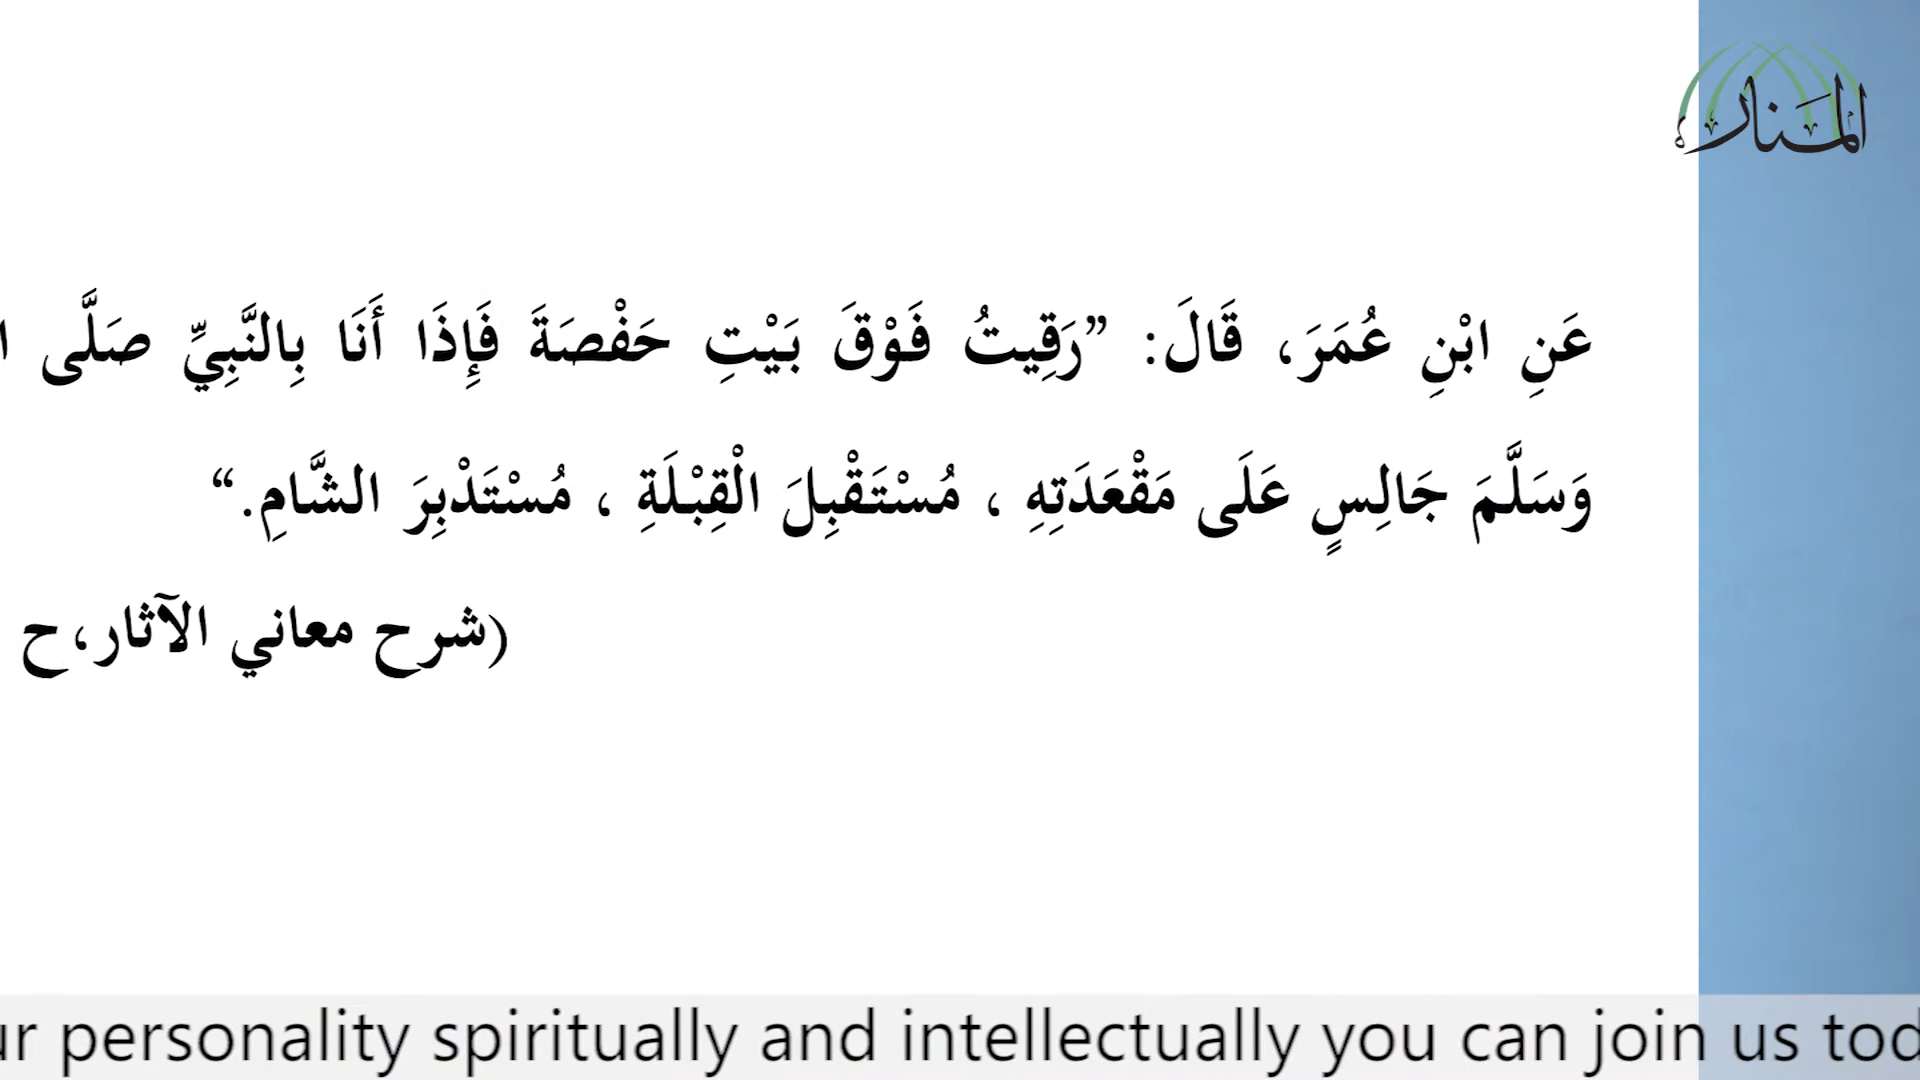 المنار
عَنِ ابْنِ عُمَرَ، قَالَ: ”رَقِيتُ فَوْقَ بَيْتِ حَفْصَةَ فَإِذَا أَنَا بِالنَّبِيِّ صَلَّى
وَسَلَّمَ جَالِسٍ عَلَى مَقْعَدَتِهِ ، مُسْتَقْبِلَ الْقِبْلَةِ ، مُسْتَدْبِرَ الشَّامِ.“
(شرح معاني الآثار،ح
ur personality spiritually and intellectually you can join us tod